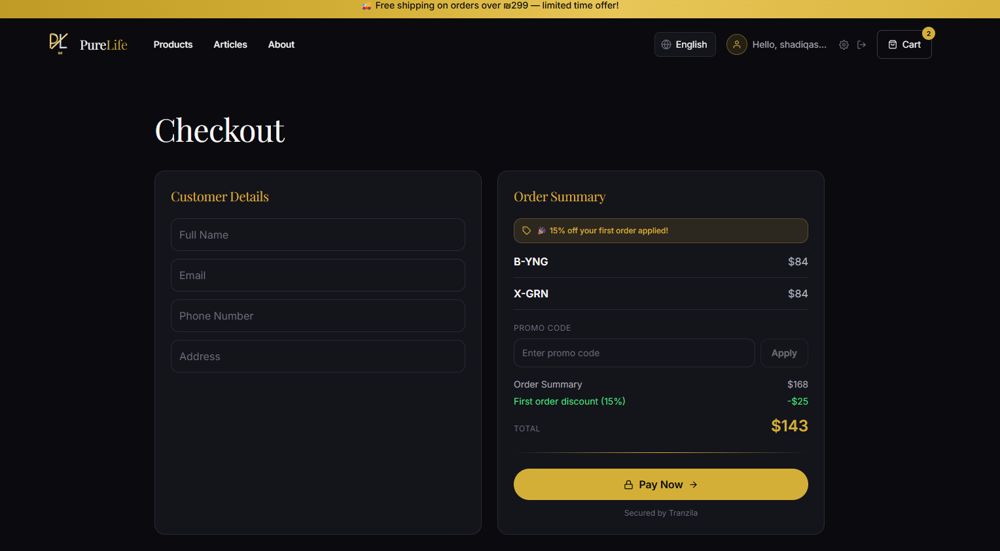 🚚 Free shipping on orders over ₪299 — limited time offer!
PL PureLife Products Articles About English Hello, shadiqas... Cart 2
Checkout
Customer Details
Full Name
Email
Phone Number
Address
Order Summary
🎉 15% off your first order applied!
B-YNG $84
X-GRN $84
PROMO CODE
Enter promo code Apply
Order Summary $168
First order discount (15%) -$25
TOTAL $143
Pay Now →
Secured by Tranzila